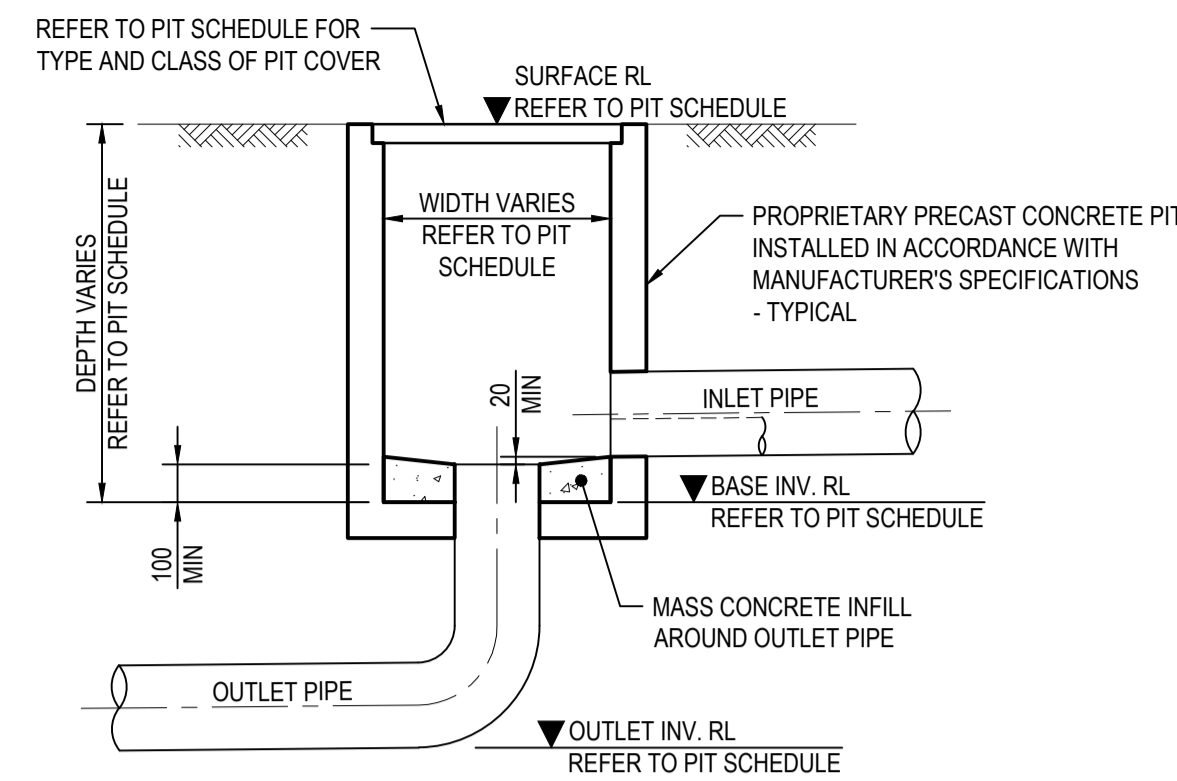 REFER TO PIT SCHEDULE FOR
TYPE AND CLASS OF PIT COVER
SURFACE RL
REFER TO PIT SCHEDULE
DEPTH VARIES
REFER TO PIT SCHEDULE
WIDTH VARIES
REFER TO PIT
SCHEDULE
PROPRIETARY PRECAST CONCRETE PIT
INSTALLED IN ACCORDANCE WITH
MANUFACTURER'S SPECIFICATIONS
- TYPICAL
20
MIN
INLET PIPE
BASE INV. RL
REFER TO PIT SCHEDULE
100
MIN
MASS CONCRETE INFILL
AROUND OUTLET PIPE
OUTLET PIPE
OUTLET INV. RL
REFER TO PIT SCHEDULE